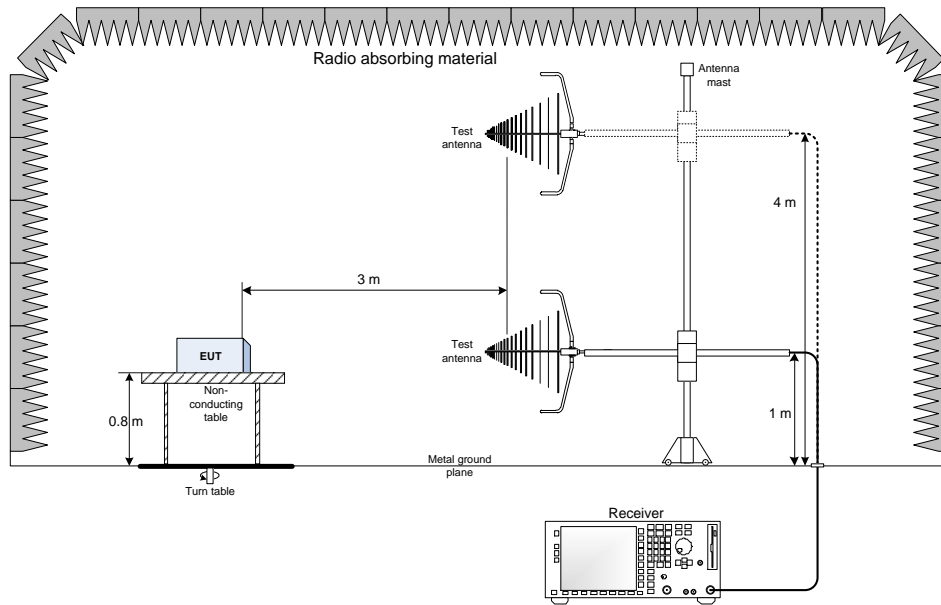 Radio absorbing material
Antenna
mast
Test
antenna
4 m
3 m
Test
antenna
EUT
Non-
conducting
table
0.8 m
1 m
Metal ground
plane
Turn table
Receiver